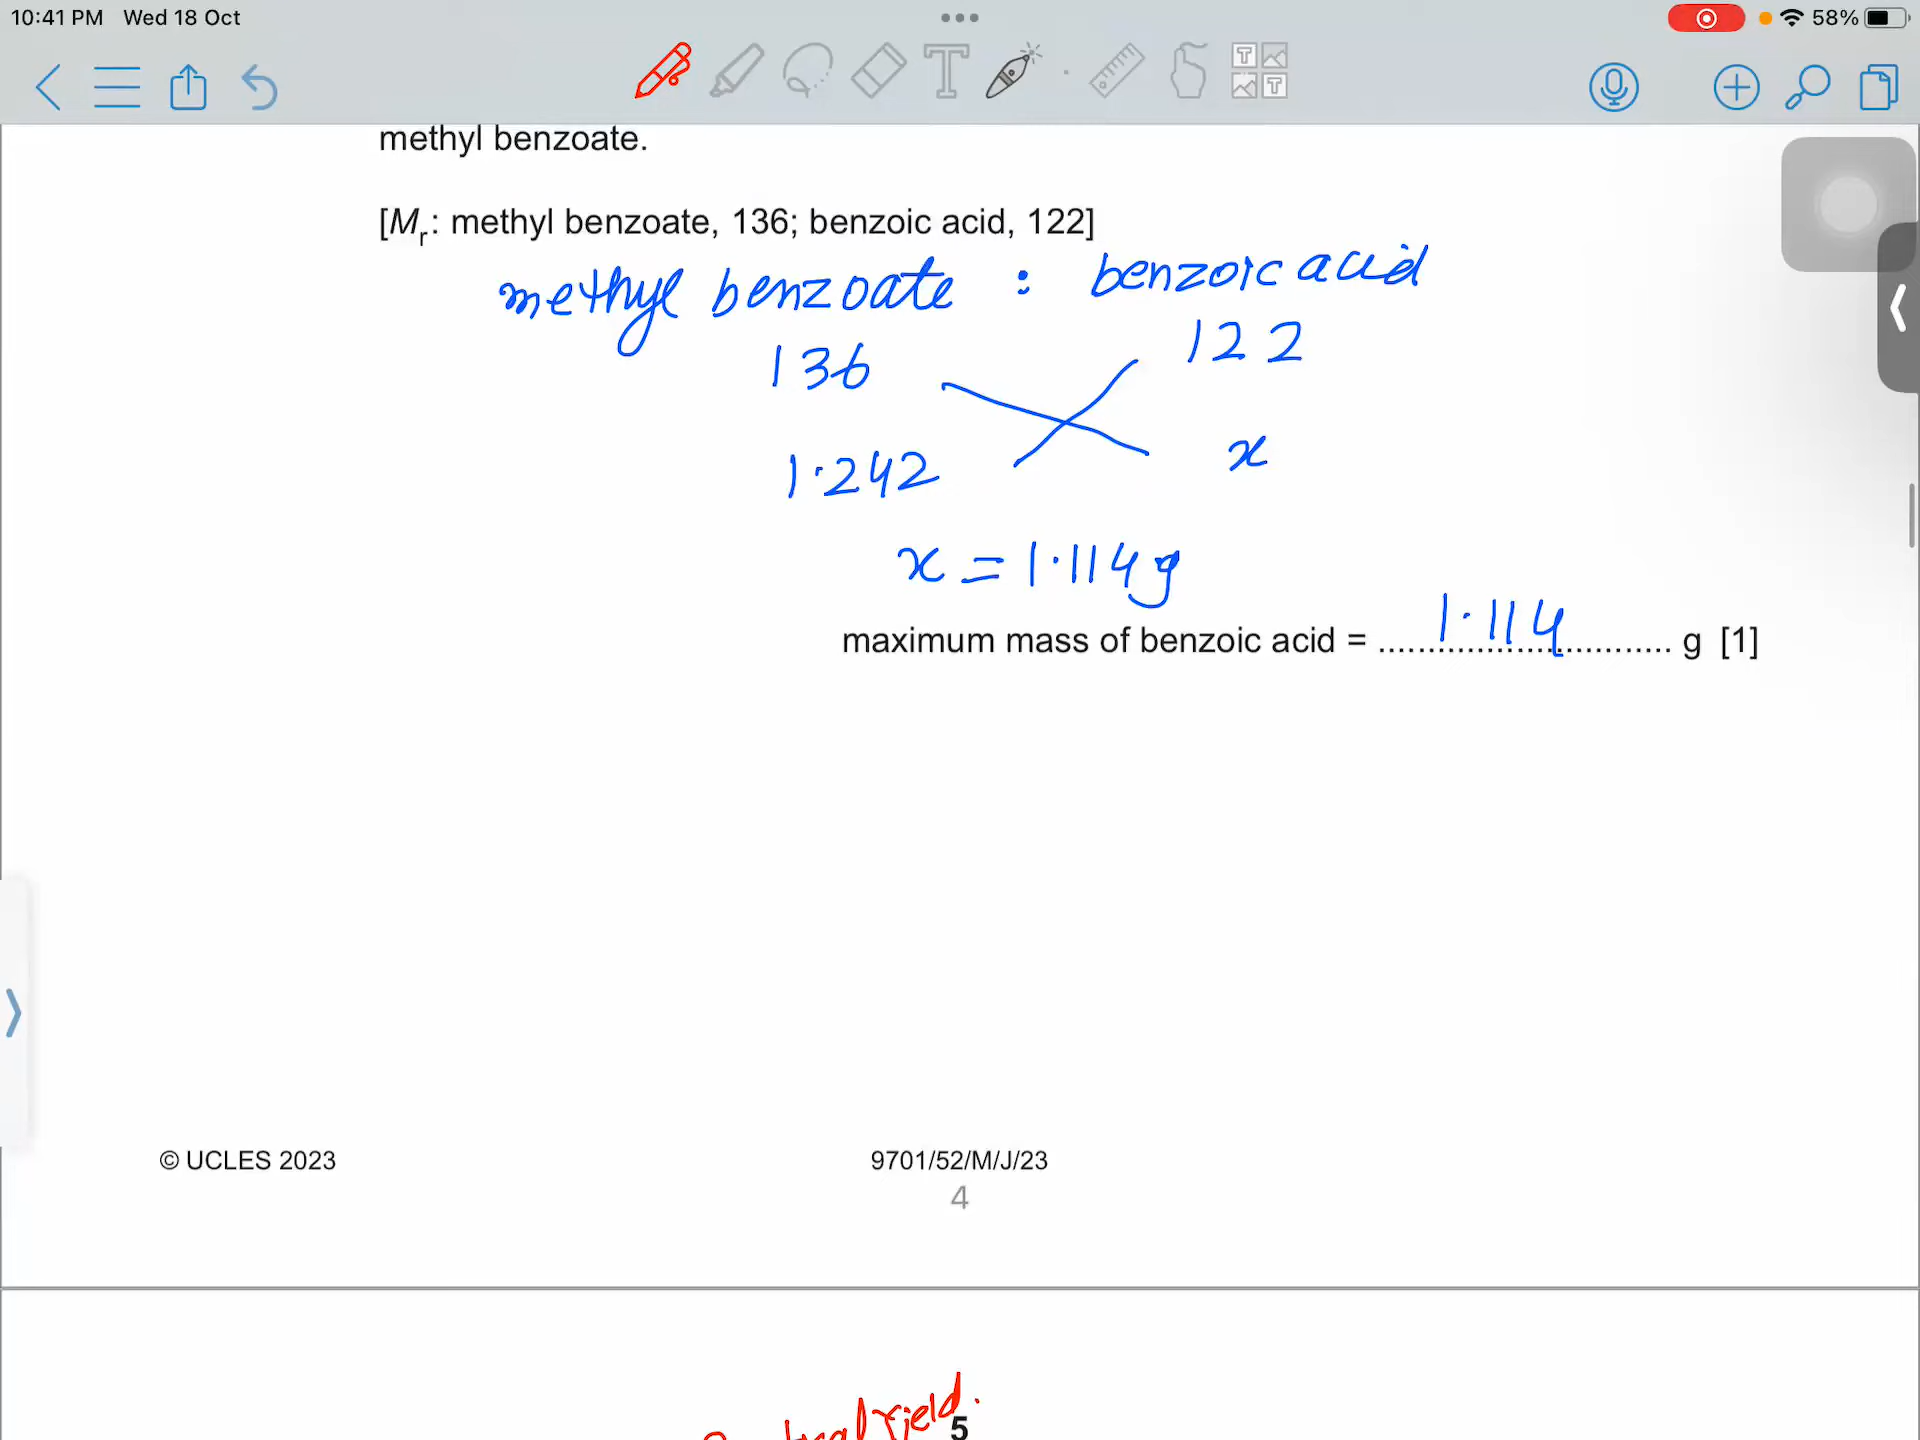 10:41 PM Wed 18 Oct
58%
methyl benzoate.
[Mr: methyl benzoate, 136; benzoic acid, 122]
methyl benzoate : benzoic acid
136 122
1.242 x
x = 1.114g
maximum mass of benzoic acid = .....1.114..... g [1]
© UCLES 2023
9701/52/M/J/23
4
yield.
5